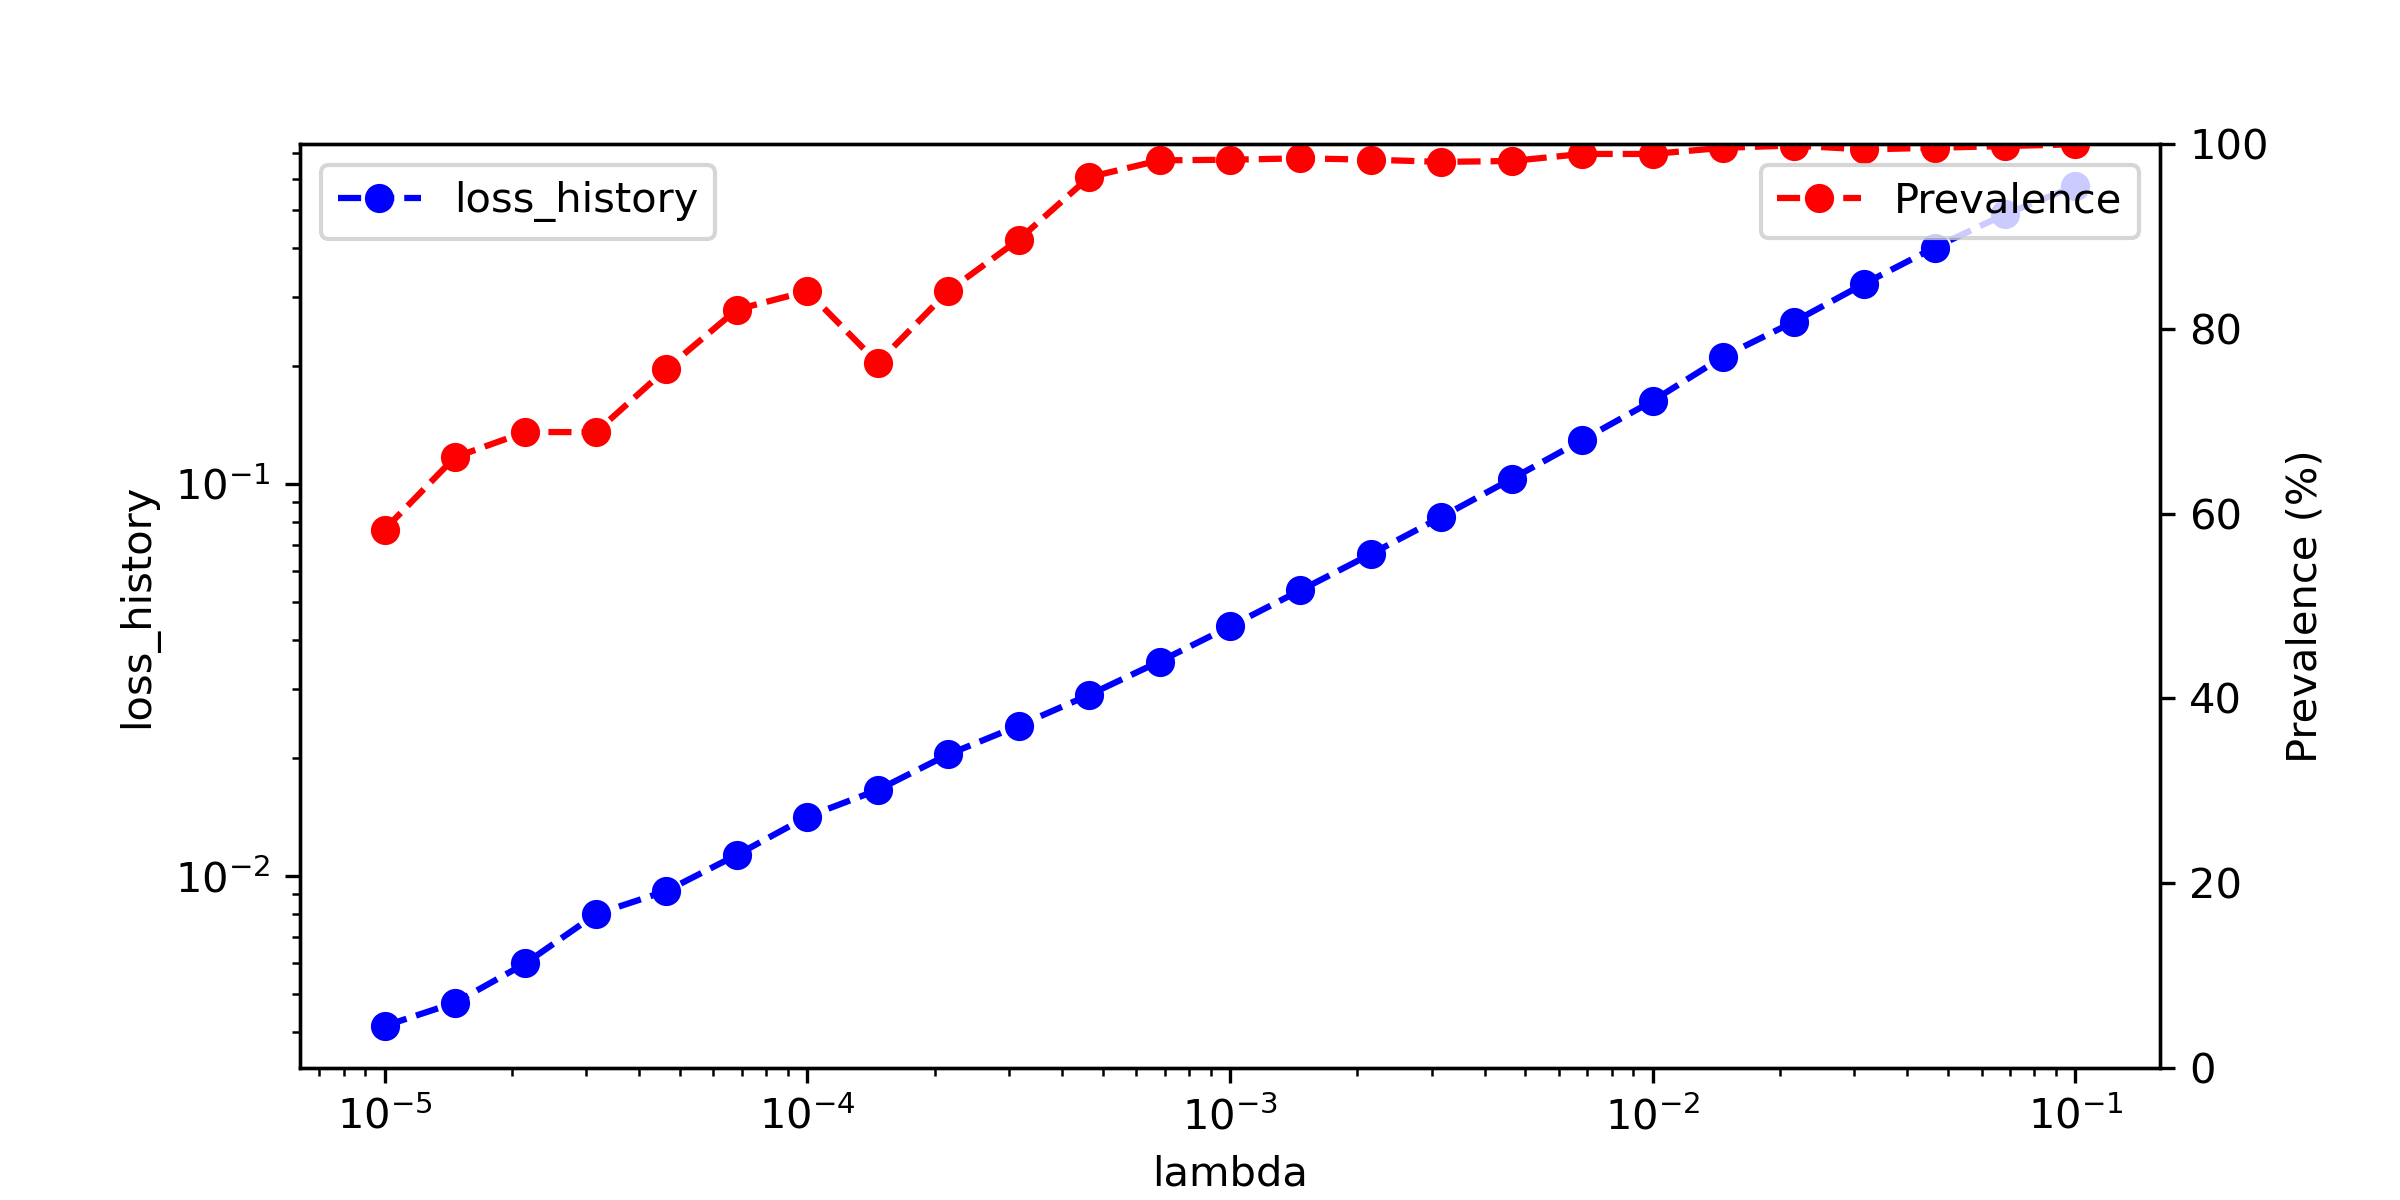 loss_history
Prevalence
100
80
60
40
20
0
10⁻¹
10⁻²
loss_history
Prevalence (%)
10⁻⁵
10⁻⁴
10⁻³
10⁻²
10⁻¹
lambda